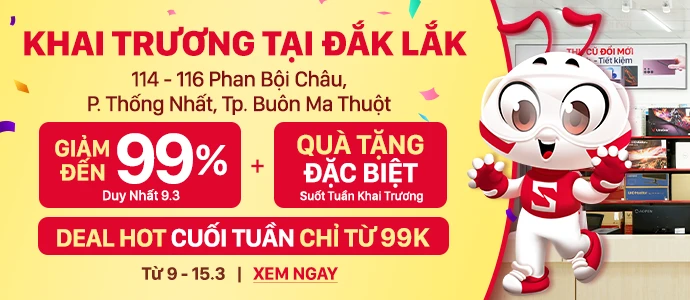 KHAI TRƯƠNG TẠI ĐẮK LẮK
114 - 116 Phan Bội Châu,
P. Thống Nhất, Tp. Buôn Ma Thuột
GIẢM ĐẾN 99%
Duy Nhất 9.3
+
QUÀ TẶNG
ĐẶC BIỆT
Suốt Tuần Khai Trương
DEAL HOT CUỐI TUẦN CHỈ TỪ 99K
Từ 9 - 15.3 | XEM NGAY
THU CŨ ĐỔI MỚI
Tiết kiệm
S